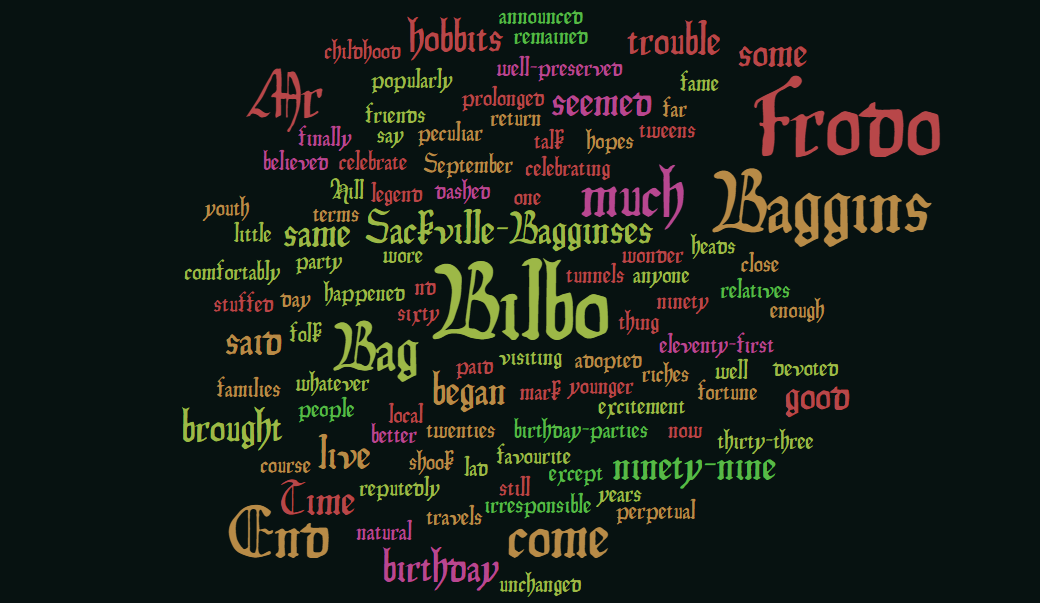 announced
childhood hobbits remained trouble some
popularly well-preserved fame
Mr prolonged seemed far Frodo
friends return
finally say peculiar talk hopes tweens
believed celebrate September celebrating
Hill legend dashed one much Baggins
youth terms
little same Sackville-Bagginses
wore wonder heads
comfortably party tunnels anyone close
stuffed day happened no Bilbo ninety relatives
sixty thing enough
said folk Bag eleventy-first
paid visiting adopted riches well devoted
families whatever began mark younger fortune good
people local excitement
brought better twenties birthday-parties now thirty-three
course live shook lad favourite except ninety-nine
Time reputedly still irresponsible years
End natural travels come perpetual
birthday unchanged